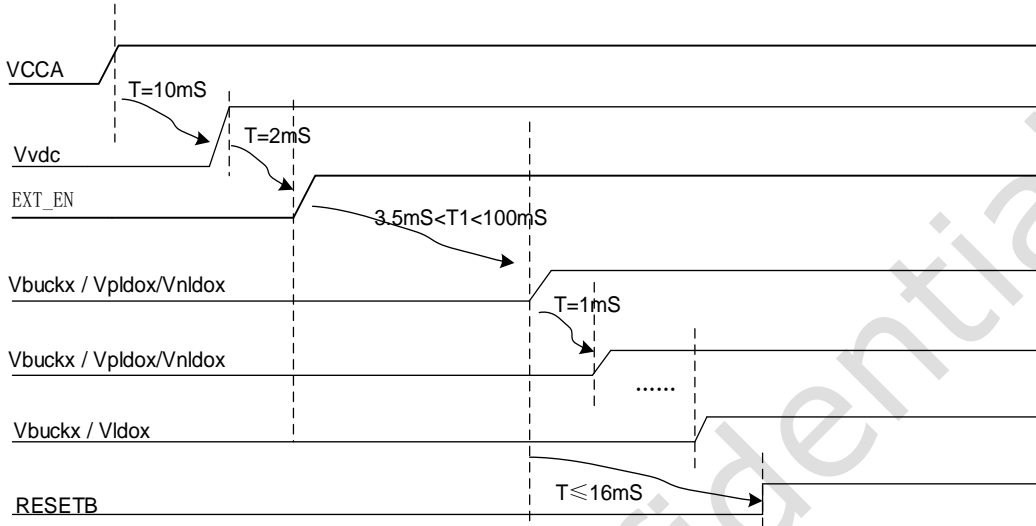 VCCA
T=10mS
T=2mS
Vvdc
EXT_EN
3.5mS<T1<100mS
Vbuckx / Vpldox/Vnldox
T=1mS
Vbuckx / Vpldox/Vnldox
......
Vbuckx / Vldox
T≤16mS
RESETB
fidential